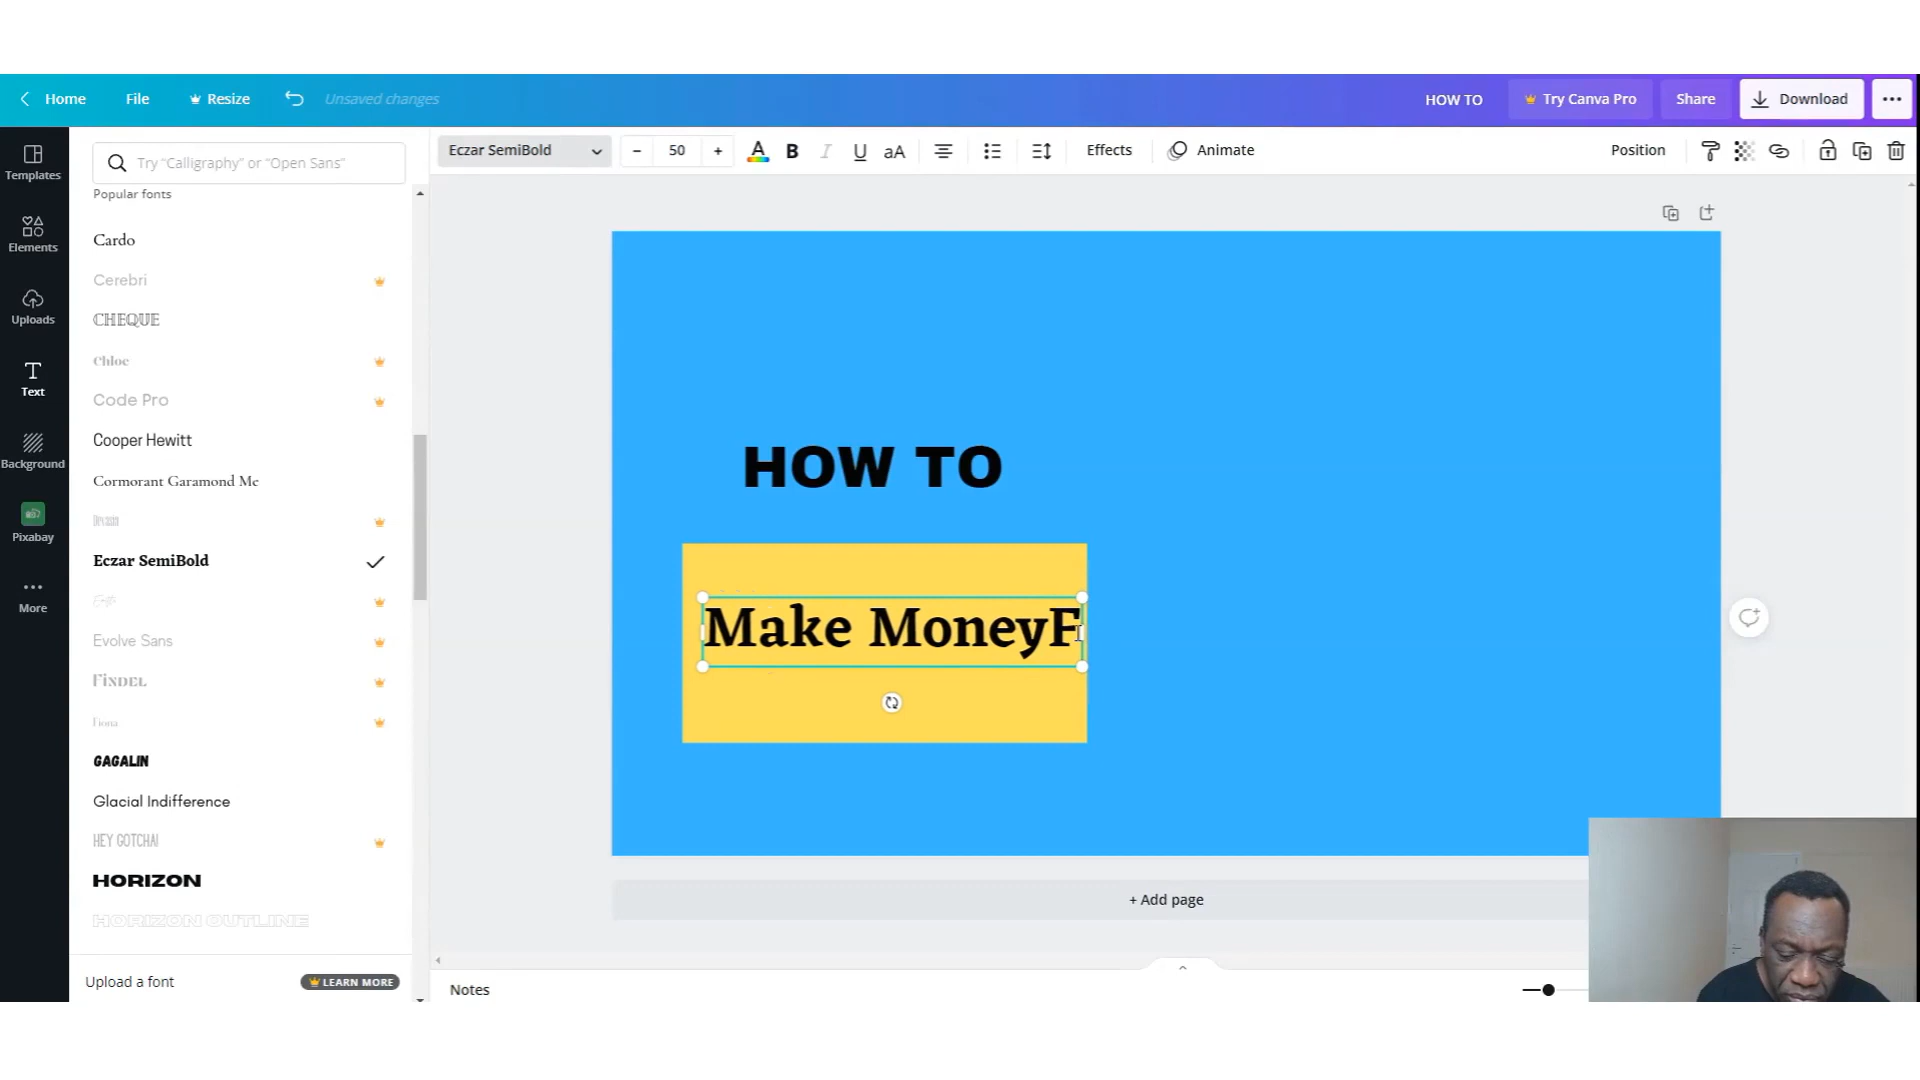 Home File Resize Unsaved changes HOW TO Try Canva Pro Share Download
Eczar SemiBold 50 A B I U aA Effects Animate Position
Templates
Elements
Uploads
Text
Background
Pixabay
More
Try “Calligraphy” or “Open Sans”
Popular fonts
Cardo
Cerebri
CHEQUE
Chloe
Code Pro
Cooper Hewitt
Cormorant Garamond Me
Eczar SemiBold
Evolve Sans
FINDEL
Fiona
GAGALIN
Glacial Indifference
HEY GOTCHA!
HORIZON
HORIZON OUTLINE
Upload a font LEARN MORE
HOW TO
Make MoneyF
+ Add page
Notes